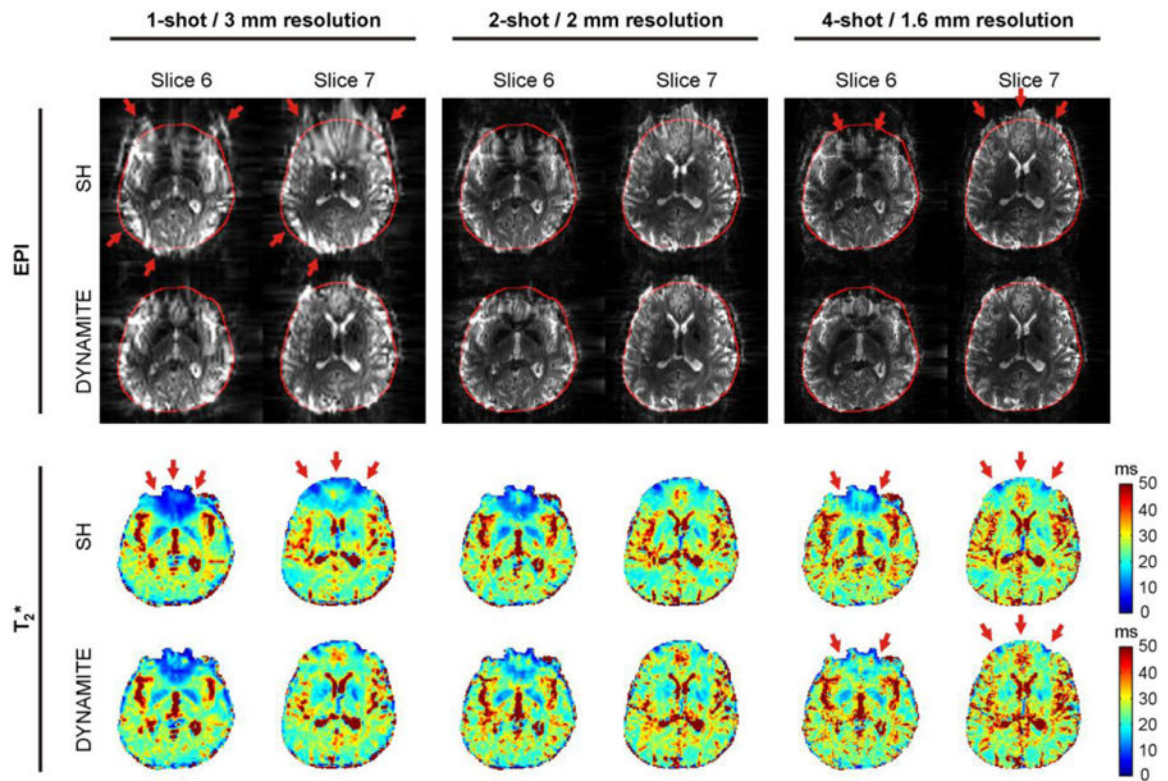 1-shot / 3 mm resolution
2-shot / 2 mm resolution
4-shot / 1.6 mm resolution
Slice 6
Slice 7
Slice 6
Slice 7
Slice 6
Slice 7
EPI
SH
DYNAMITE
T₂*
SH
DYNAMITE
ms
50
40
30
20
10
0
ms
50
40
30
20
10
0